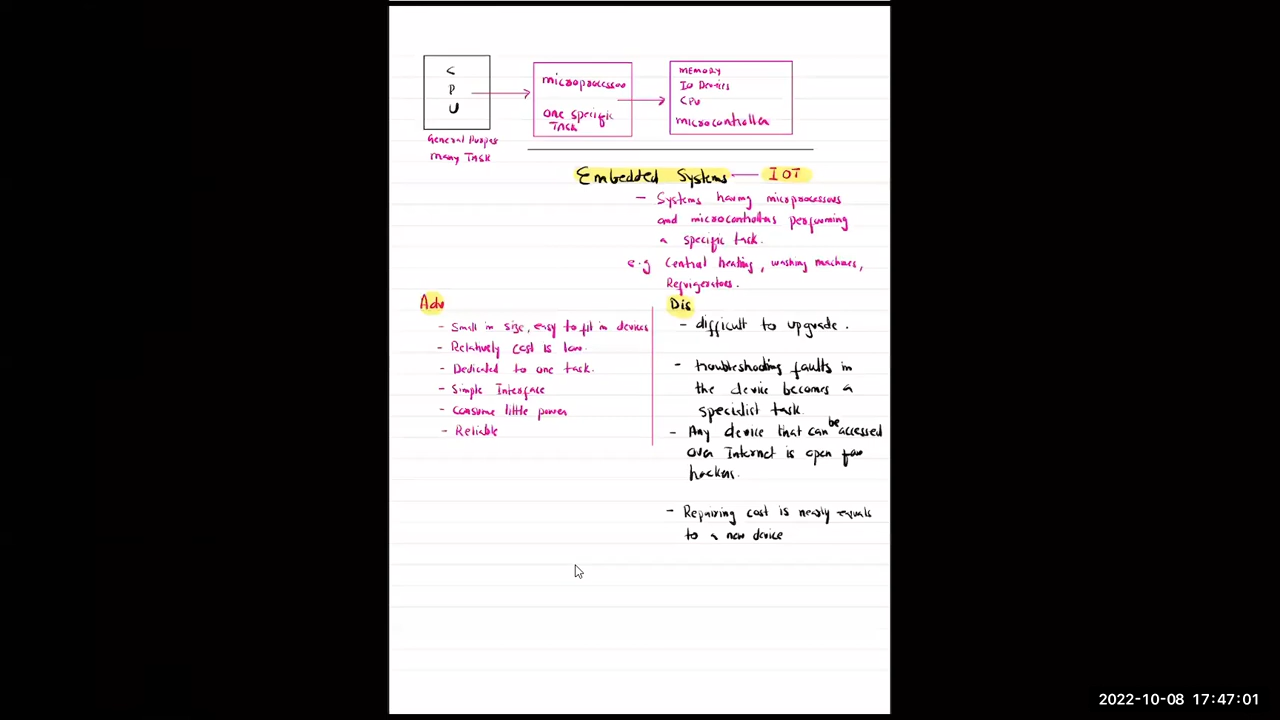 C
P
U
General Purpos
many Task
microprocessor
One specific
Task
MEMORY
IO Devices
CPU
microcontroller
Embedded Systems
IOT
- Systems having microprocessors
and microcontrollers performing
a specific task.
e.g Central heating, washing machines,
Refrigerators.
Adv
- Small in size, easy to fit in devices
- Relatively cost is low.
- Dedicated to one task.
- Simple Interface
- Consume little power
- Reliable
Dis
- difficult to upgrade.
- troubleshooting faults in
the device becomes a
specialist task.
- Any device that can be accessed
over Internet is open for
hackers.
- Repairing cost is nearly equals
to a new device
2022-10-08 17:47:01